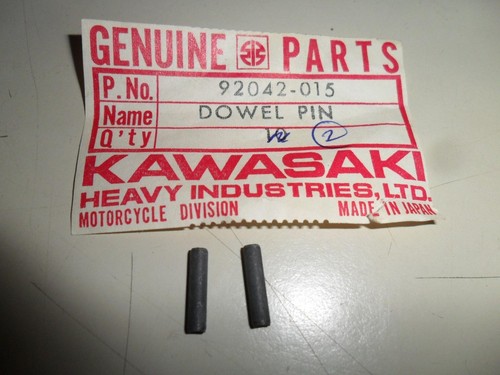 GENUINE PARTS
P.No. 92042-015
Name DOWEL PIN
Q'ty 2
KAWASAKI
HEAVY INDUSTRIES, LTD.
MOTORCYCLE DIVISION MADE IN JAPAN